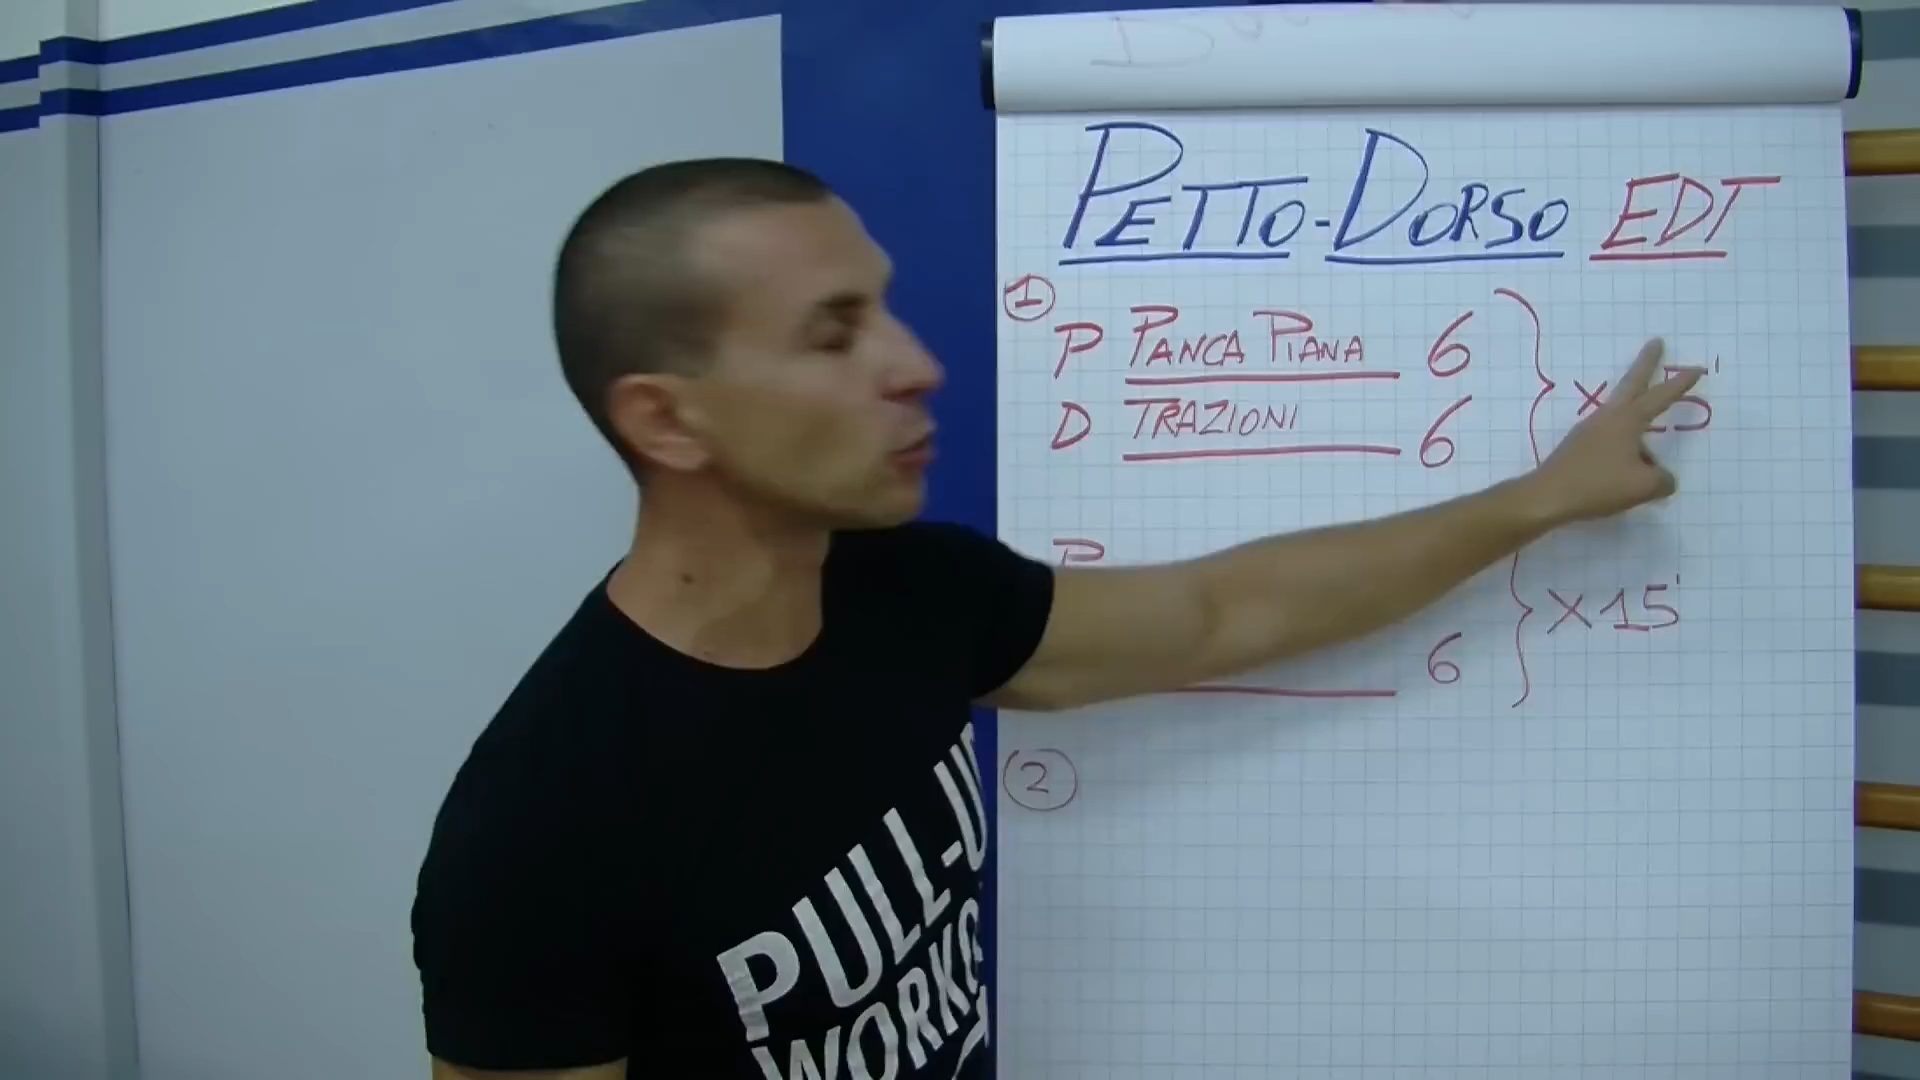 PETTO-DORSO EDT
1
P PANCA PIANA 6
D TRAZIONI 6
P
6
X 15'
2
PULL-U
WORKO